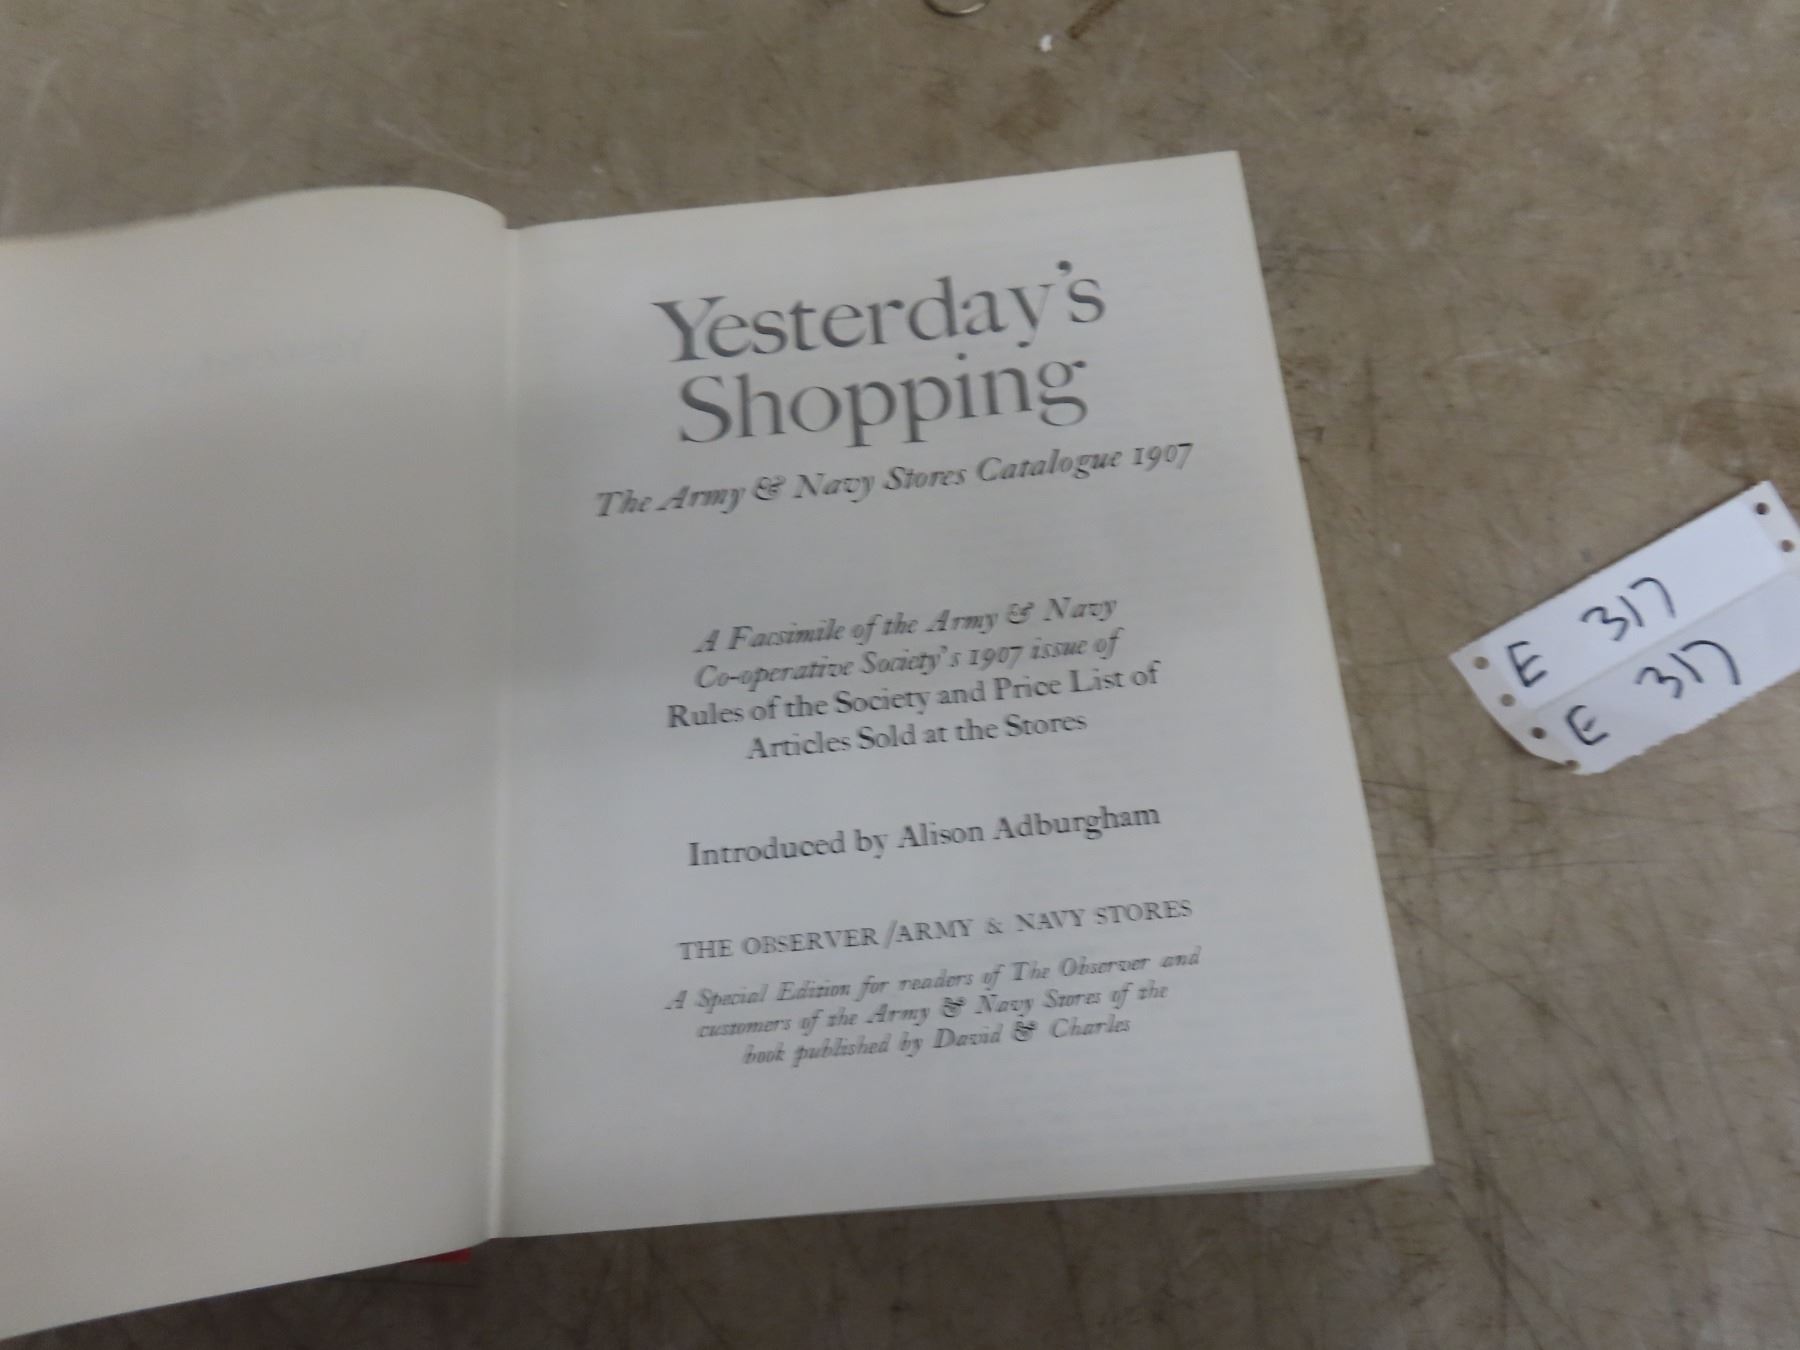 Yesterday's
Shopping
The Army & Navy Stores Catalogue 1907
A Facsimile of the Army & Navy
Co-operative Society's 1907 issue of
Rules of the Society and Price List of
Articles Sold at the Stores
Introduced by Alison Adburgham
THE OBSERVER/ARMY & NAVY STORES
A Special Edition for readers of The Observer and
customers of the Army & Navy Stores of the
book published by David & Charles
E 317
E 317